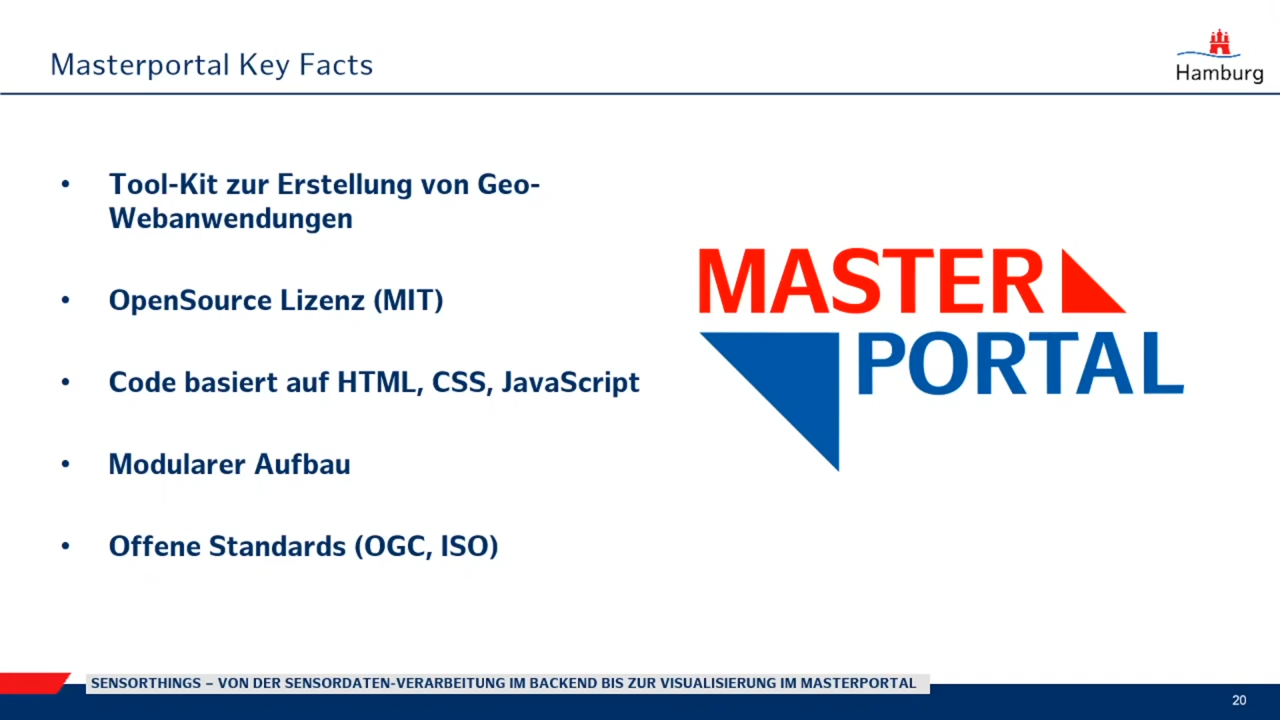 Masterportal Key Facts
Hamburg
• Tool-Kit zur Erstellung von Geo-
Webanwendungen
• OpenSource Lizenz (MIT)
• Code basiert auf HTML, CSS, JavaScript
• Modularer Aufbau
• Offene Standards (OGC, ISO)
MASTER
PORTAL
SENSORTHINGS – VON DER SENSORDATEN-VERARBEITUNG IM BACKEND BIS ZUR VISUALISIERUNG IM MASTERPORTAL
20